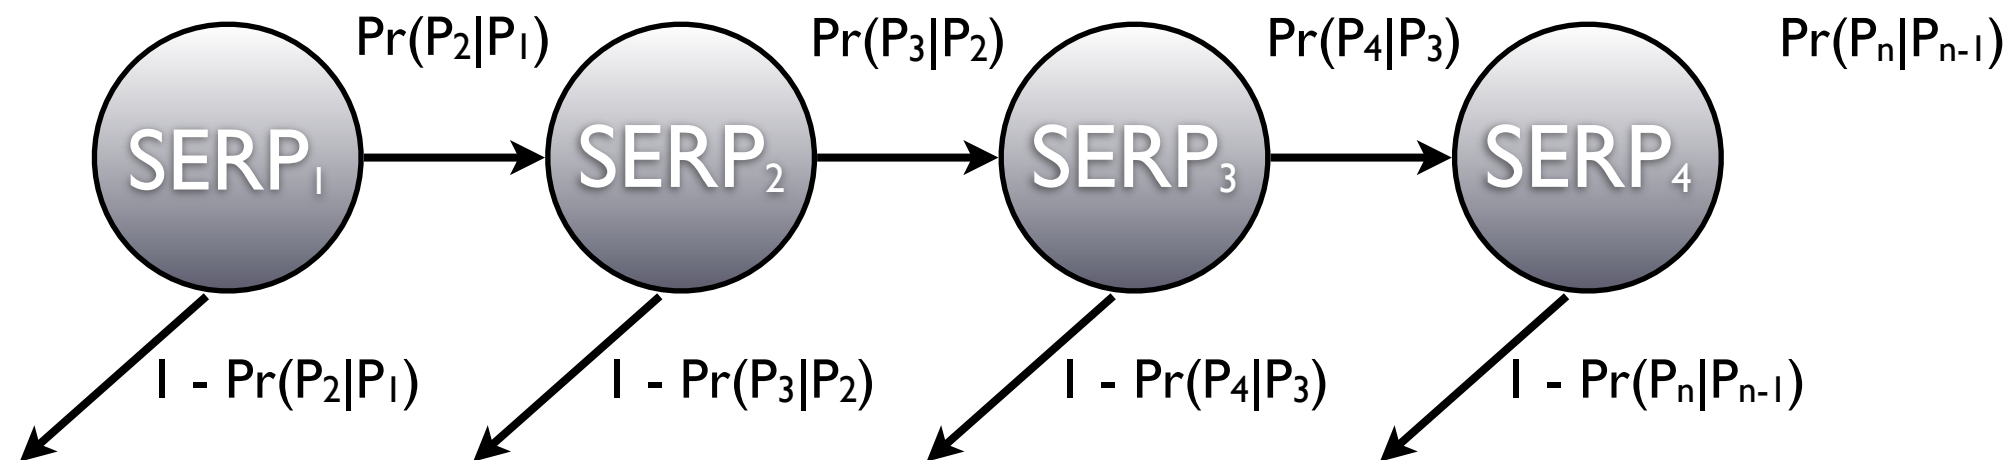 Pr(P₂|P₁) Pr(P₃|P₂) Pr(P₄|P₃) Pr(Pₙ|Pₙ₋₁)
SERP₁ SERP₂ SERP₃ SERP₄
1 - Pr(P₂|P₁) 1 - Pr(P₃|P₂) 1 - Pr(P₄|P₃) 1 - Pr(Pₙ|Pₙ₋₁)